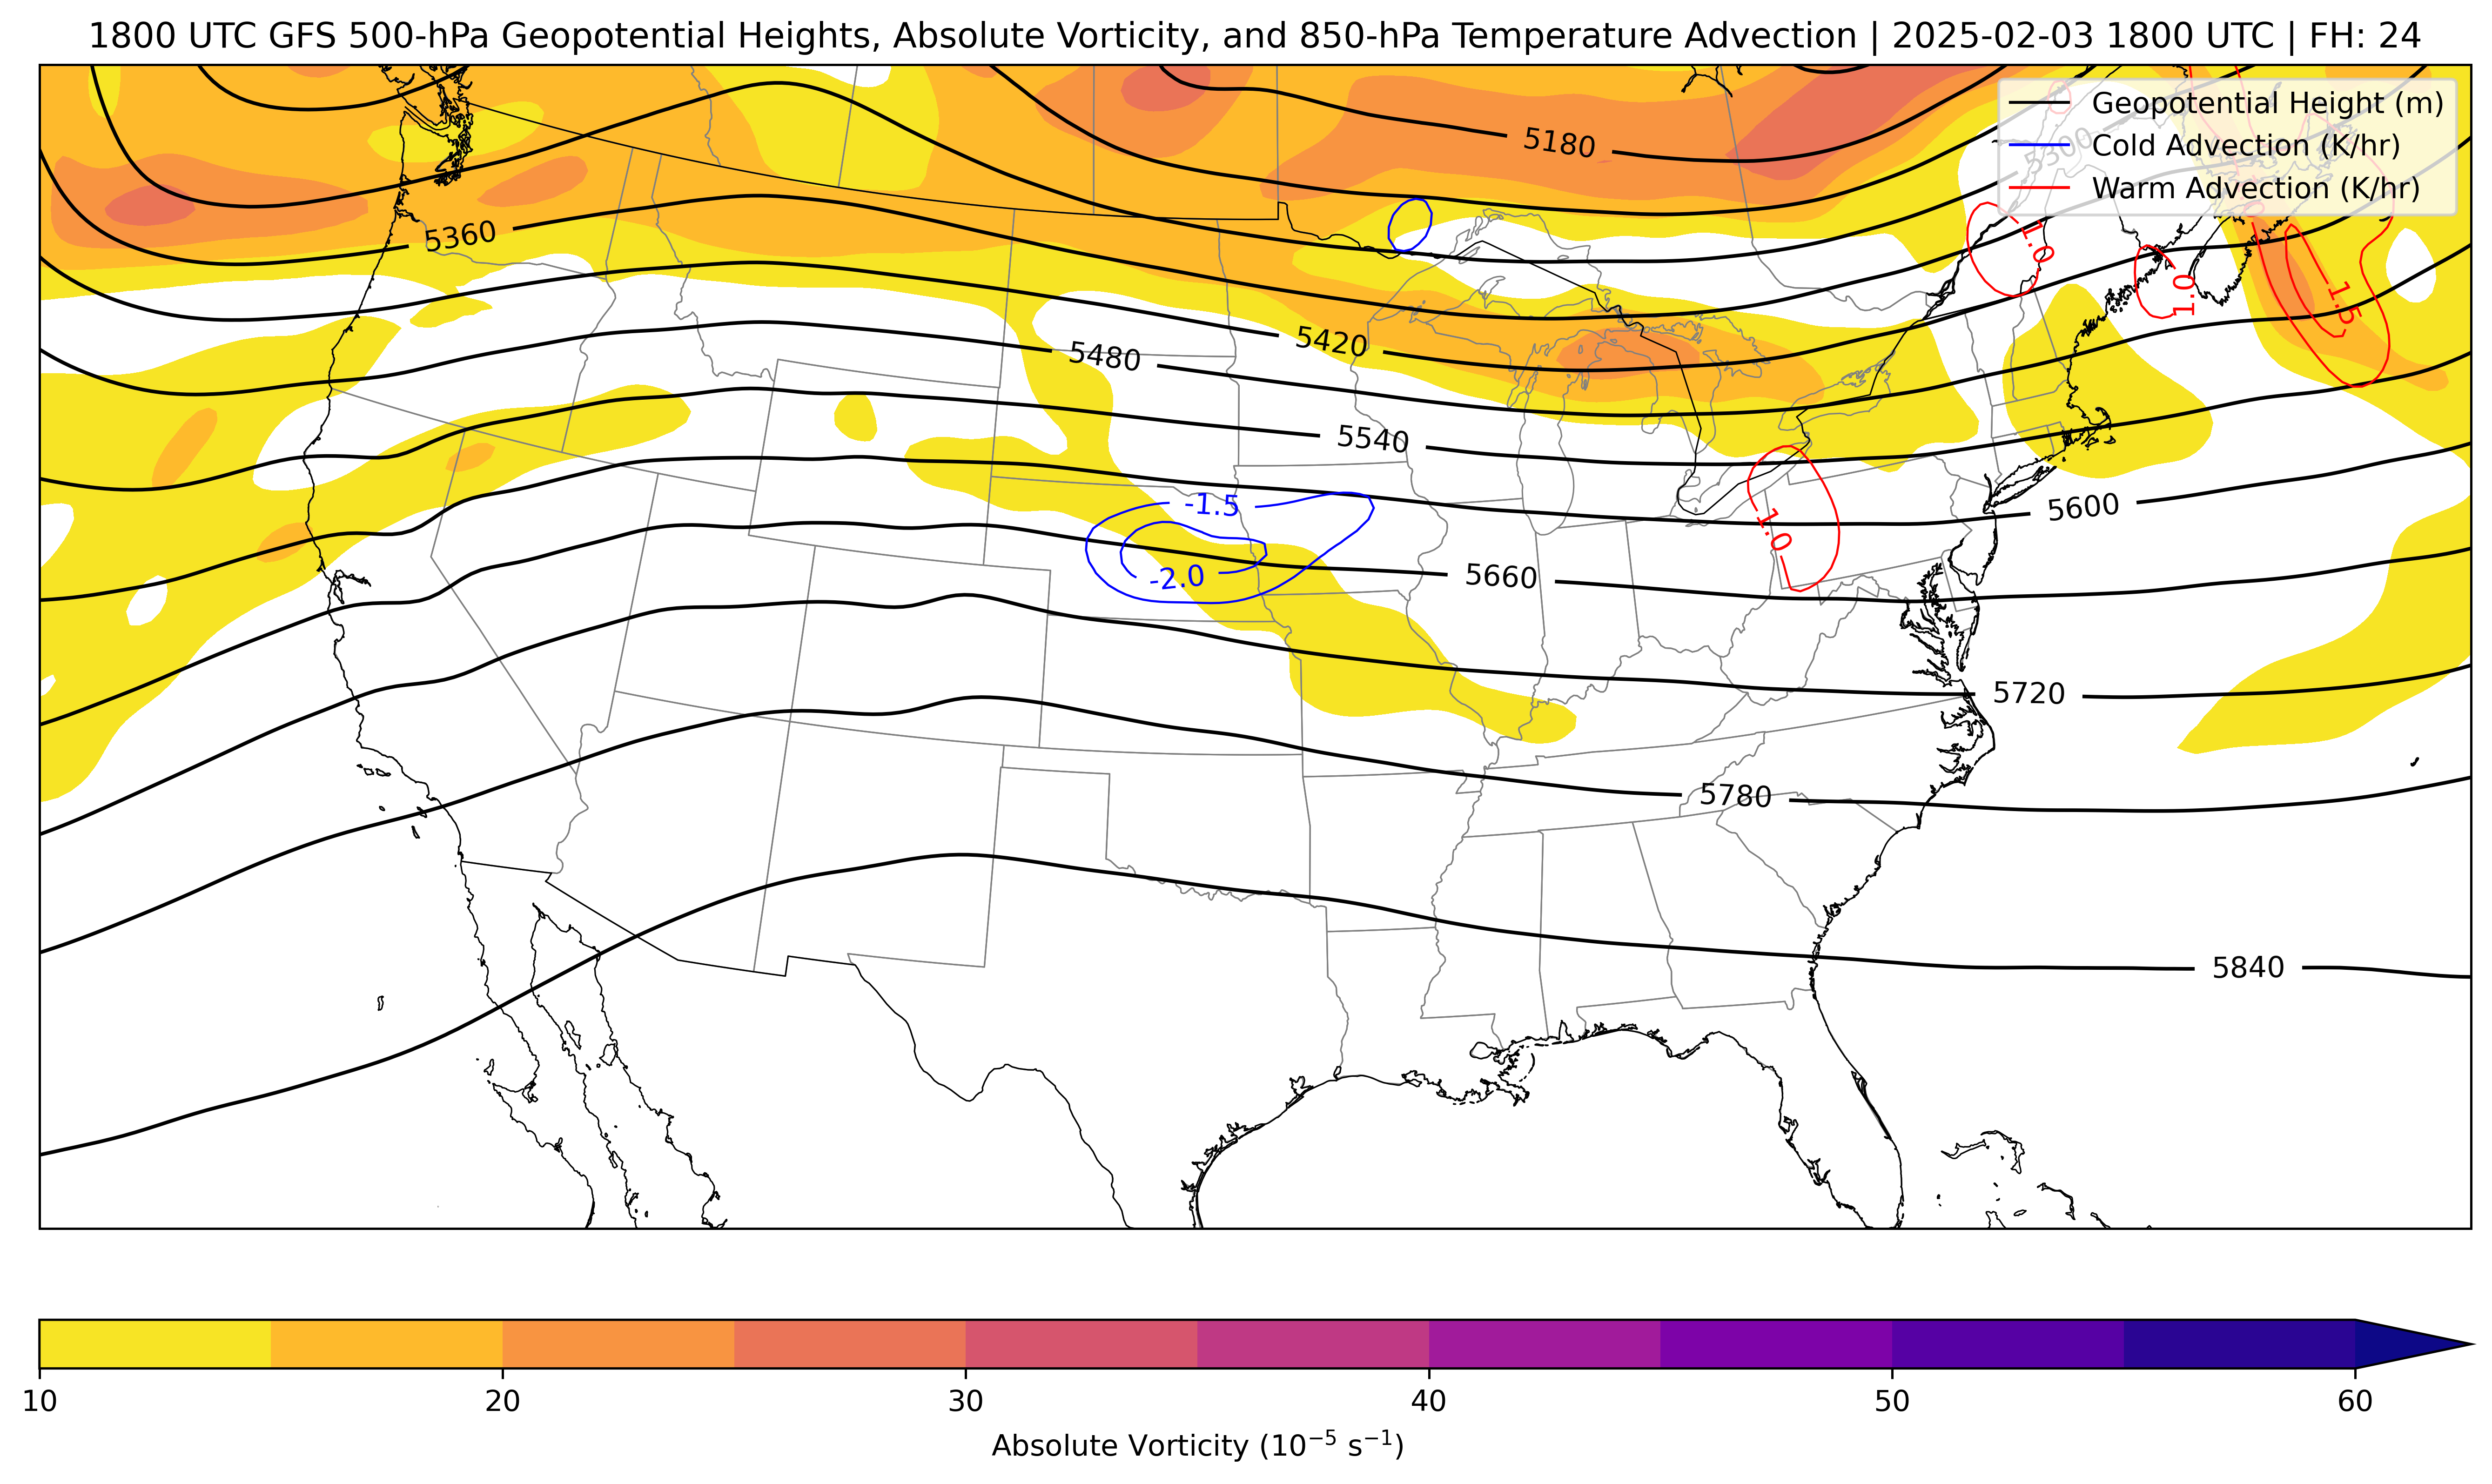 1800 UTC GFS 500-hPa Geopotential Heights, Absolute Vorticity, and 850-hPa Temperature Advection | 2025-02-03 1800 UTC | FH: 24
Geopotential Height (m)
Cold Advection (K/hr)
Warm Advection (K/hr)
5180
5300
5360
1.0
1.0
1.5
5420
5480
5540
-1.5
5600
1.0
-2.0
5660
5720
5780
5840
10 20 30 40 50 60
Absolute Vorticity (10⁻⁵ s⁻¹)